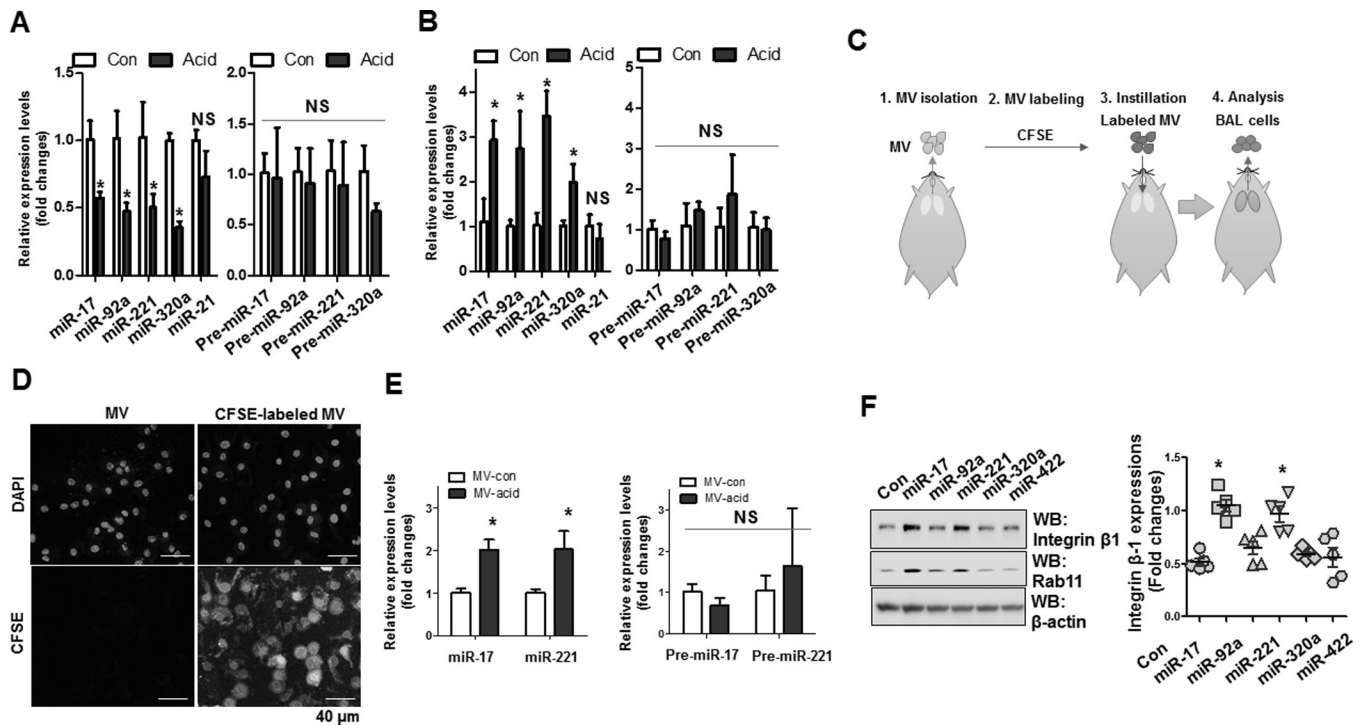 A
Con Acid Con Acid
Relative expression levels
(fold changes)
1.5
1.0
0.5
0.0
* * * * NS
miR-17
miR-92a
miR-221
miR-320a
miR-21
2.0
1.5
1.0
0.5
0.0
NS
Pre-miR-17
Pre-miR-92a
Pre-miR-221
Pre-miR-320a
B
Con Acid Con Acid
Relative expression levels
(fold changes)
4
3
2
1
0
* * * * NS
miR-17
miR-92a
miR-221
miR-320a
miR-21
5
4
3
2
1
0
NS
Pre-miR-17
Pre-miR-92a
Pre-miR-221
Pre-miR-320a
C
1. MV isolation
2. MV labeling
3. Instillation
Labeled MV
4. Analysis
BAL cells
MV
CFSE
D
MV CFSE-labeled MV
DAPI
CFSE
40 µm
E
Relative expression levels
(fold changes)
MV-con
MV-acid
4
3
2
1
0
* *
miR-17 miR-221
Relative expression levels
(fold changes)
MV-con
MV-acid
4
3
2
1
0
NS
Pre-miR-17 Pre-miR-221
F
Con
miR-17
miR-92a
miR-221
miR-320a
miR-422
WB:
Integrin β1
WB:
Rab11
WB:
β-actin
Integrin β-1 expressions
(Fold changes)
1.5
1.0
0.5
0.0
* *
Con
miR-17
miR-92a
miR-221
miR-320a
miR-422